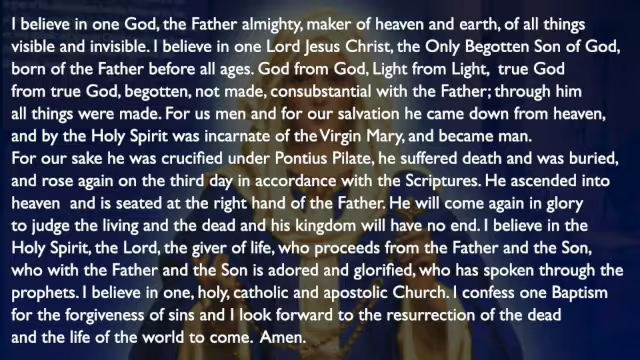 I believe in one God, the Father almighty, maker of heaven and earth, of all things
visible and invisible. I believe in one Lord Jesus Christ, the Only Begotten Son of God,
born of the Father before all ages. God from God, Light from Light, true God
from true God, begotten, not made, consubstantial with the Father; through him
all things were made. For us men and for our salvation he came down from heaven,
and by the Holy Spirit was incarnate of the Virgin Mary, and became man.
For our sake he was crucified under Pontius Pilate, he suffered death and was buried,
and rose again on the third day in accordance with the Scriptures. He ascended into
heaven and is seated at the right hand of the Father. He will come again in glory
to judge the living and the dead and his kingdom will have no end. I believe in the
Holy Spirit, the Lord, the giver of life, who proceeds from the Father and the Son,
who with the Father and the Son is adored and glorified, who has spoken through the
prophets. I believe in one, holy, catholic and apostolic Church. I confess one Baptism
for the forgiveness of sins and I look forward to the resurrection of the dead
and the life of the world to come. Amen.